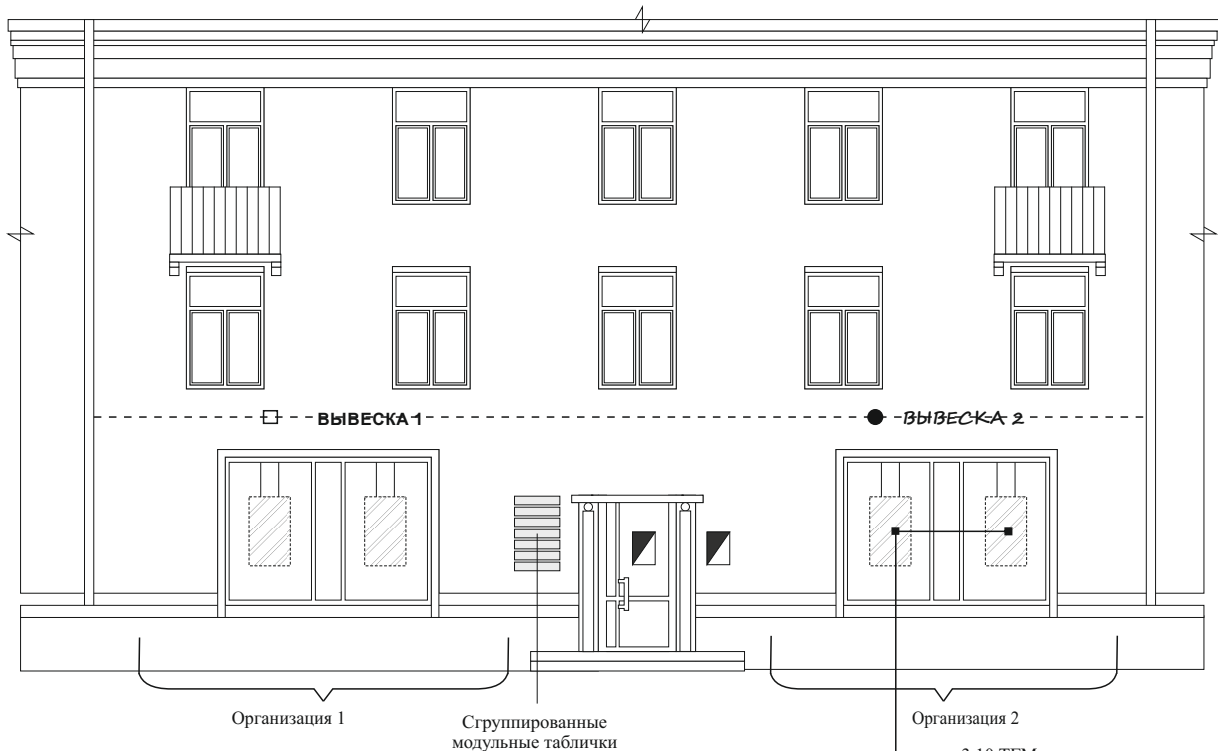 ВЫВЕСКА 1
ВЫВЕСКА 2
Организация 1
Сгруппированные
модульные таблички
Организация 2